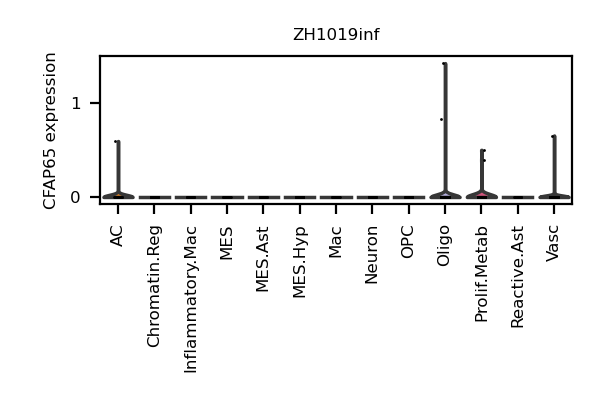 ZH1019inf
CFAP65 expression
1
0
AC
Chromatin.Reg
Inflammatory.Mac
MES
MES.Ast
MES.Hyp
Mac
Neuron
OPC
Oligo
Prolif.Metab
Reactive.Ast
Vasc